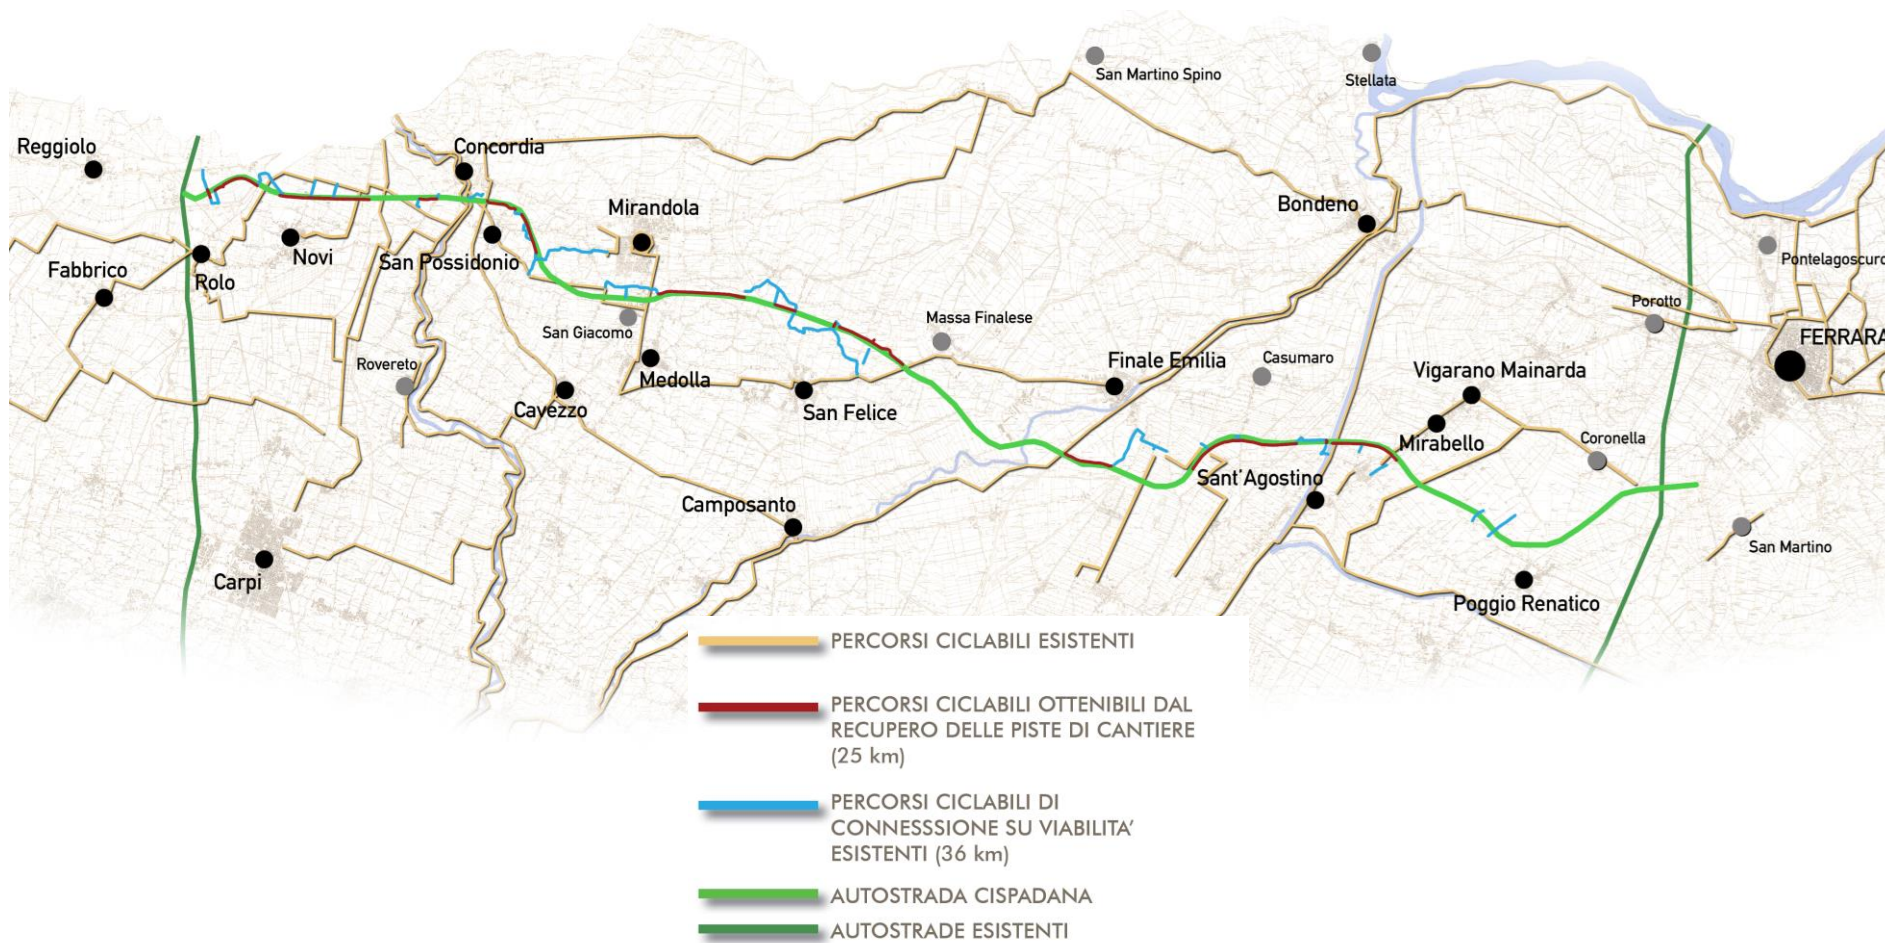 San Martino Spino
Stellata
Reggiolo
Concordia
Mirandola
Bondeno
Fabbrico
Rolo
Novi
San Possidonio
Pontelagoscuro
Porotto
San Giacomo
Massa Finalese
FERRARA
Rovereto
Medolla
Finale Emilia
Casumaro
Vigarano Mainarda
Cavezzo
San Felice
Mirabello
Coronella
Sant'Agostino
Camposanto
San Martino
Carpi
Poggio Renatico
PERCORSI CICLABILI ESISTENTI
PERCORSI CICLABILI OTTENIBILI DAL
RECUPERO DELLE PISTE DI CANTIERE
(25 km)
PERCORSI CICLABILI DI
CONNESSSIONE SU VIABILITA'
ESISTENTI (36 km)
AUTOSTRADA CISPADANA
AUTOSTRADE ESISTENTI